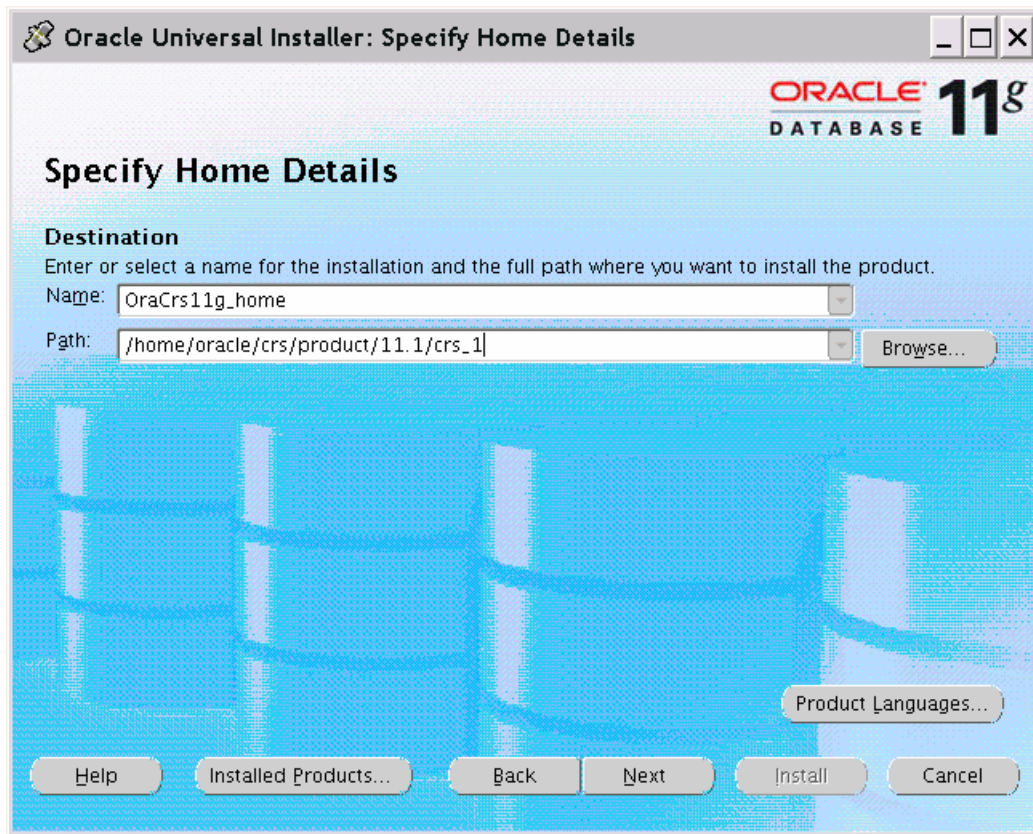 Oracle Universal Installer: Specify Home Details
ORACLE 11g
DATABASE
Specify Home Details
Destination
Enter or select a name for the installation and the full path where you want to install the product.
Name: OraCrs11g_home
Path: /home/oracle/crs/product/11.1/crs_1 Browse...
Product Languages...
Help Installed Products... Back Next Install Cancel